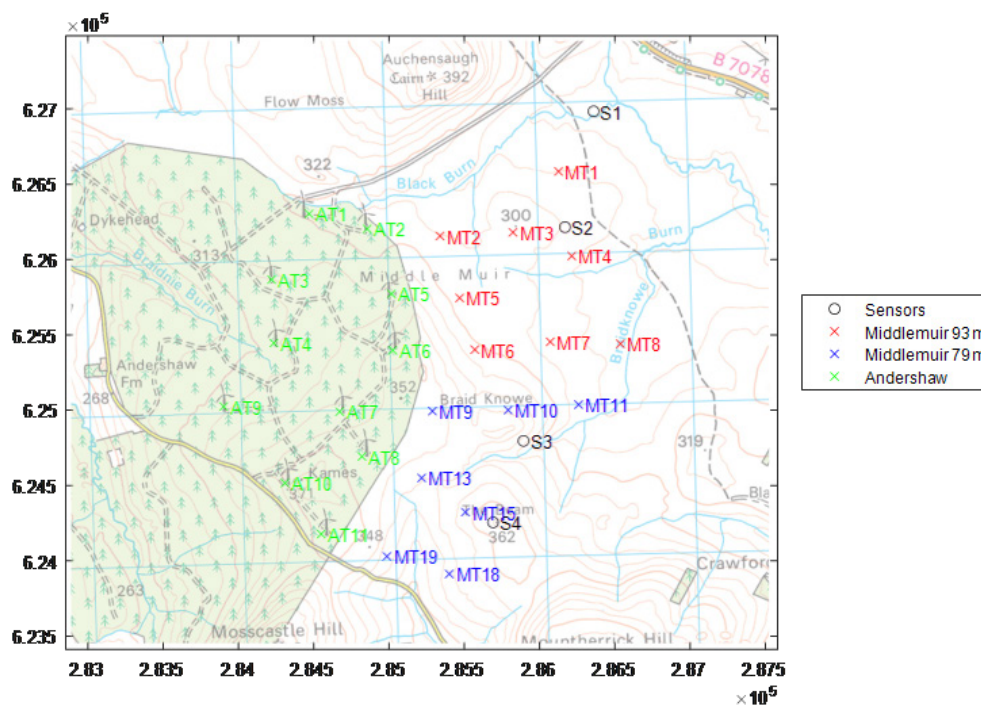 × 10⁵
6.27
6.265
6.26
6.255
6.25
6.245
6.24
6.235
2.83
2.835
2.84
2.845
2.85
2.855
2.86
2.865
2.87
2.875
× 10⁵
Auchensaugh
Cairn 392
Hill
B 7078
Flow Moss
S1
322
Black Burn
MT1
Dykehead
AT1
AT2
300
S2
MT2
MT3
Burn
313
MT4
Middle Muir
Braidnie Burn
AT3
AT5
MT5
Braidknowe
AT4
AT6
MT6
MT7
MT8
Andershaw
Fm
352
268
Braid Knowe
AT9
AT7
MT9
MT10
MT11
S3
319
AT8
Kames
MT13
AT10
371
MT15
S4
Bla
AT11
348
362
MT19
MT18
Crawfor
263
Mosscastle Hill
Mountherrick Hill
Sensors
Middlemuir 93 m
Middlemuir 79 m
Andershaw